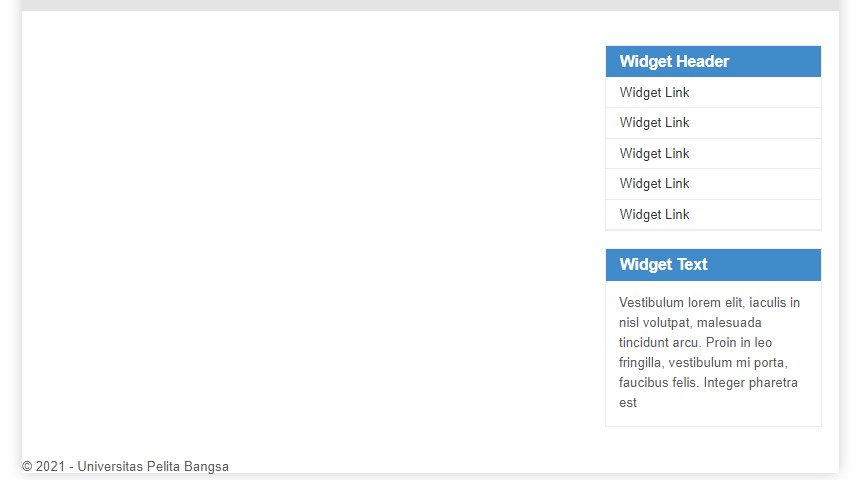 Widget Header
Widget Link
Widget Link
Widget Link
Widget Link
Widget Link
Widget Text
Vestibulum lorem elit, iaculis in
nisl volutpat, malesuada
tincidunt arcu. Proin in leo
fringilla, vestibulum mi porta,
faucibus felis. Integer pharetra
est
© 2021 - Universitas Pelita Bangsa